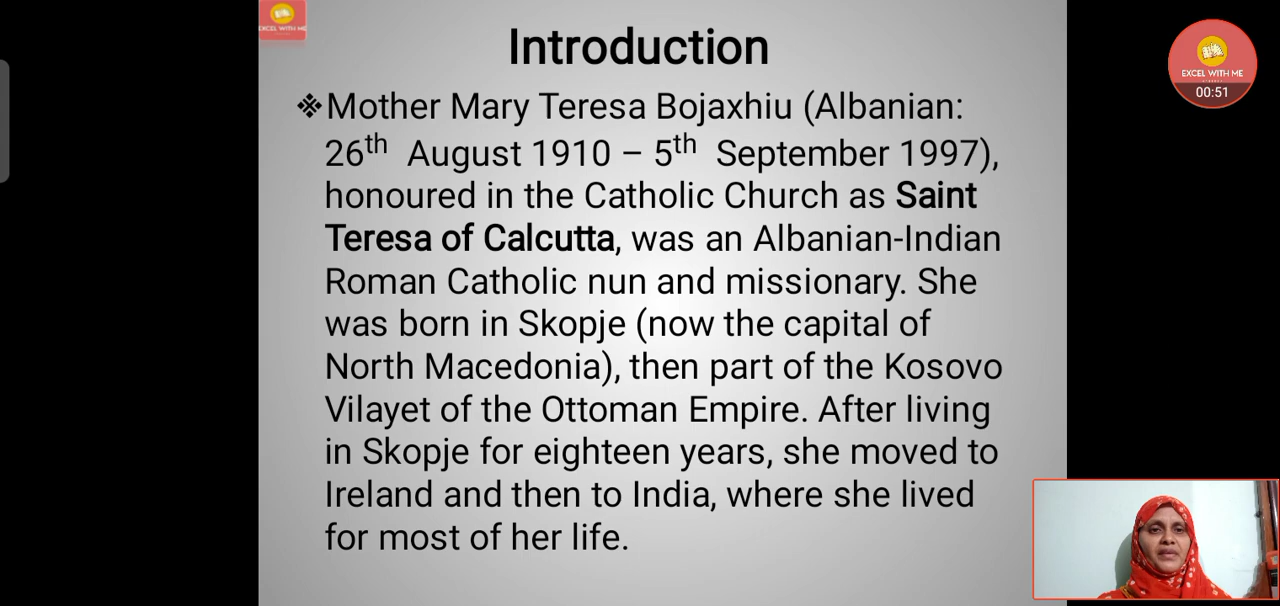 EXCEL WITH ME
Introduction
❖Mother Mary Teresa Bojaxhiu (Albanian:
26th August 1910 – 5th September 1997),
honoured in the Catholic Church as Saint
Teresa of Calcutta, was an Albanian-Indian
Roman Catholic nun and missionary. She
was born in Skopje (now the capital of
North Macedonia), then part of the Kosovo
Vilayet of the Ottoman Empire. After living
in Skopje for eighteen years, she moved to
Ireland and then to India, where she lived
for most of her life.
EXCEL WITH ME
00:51